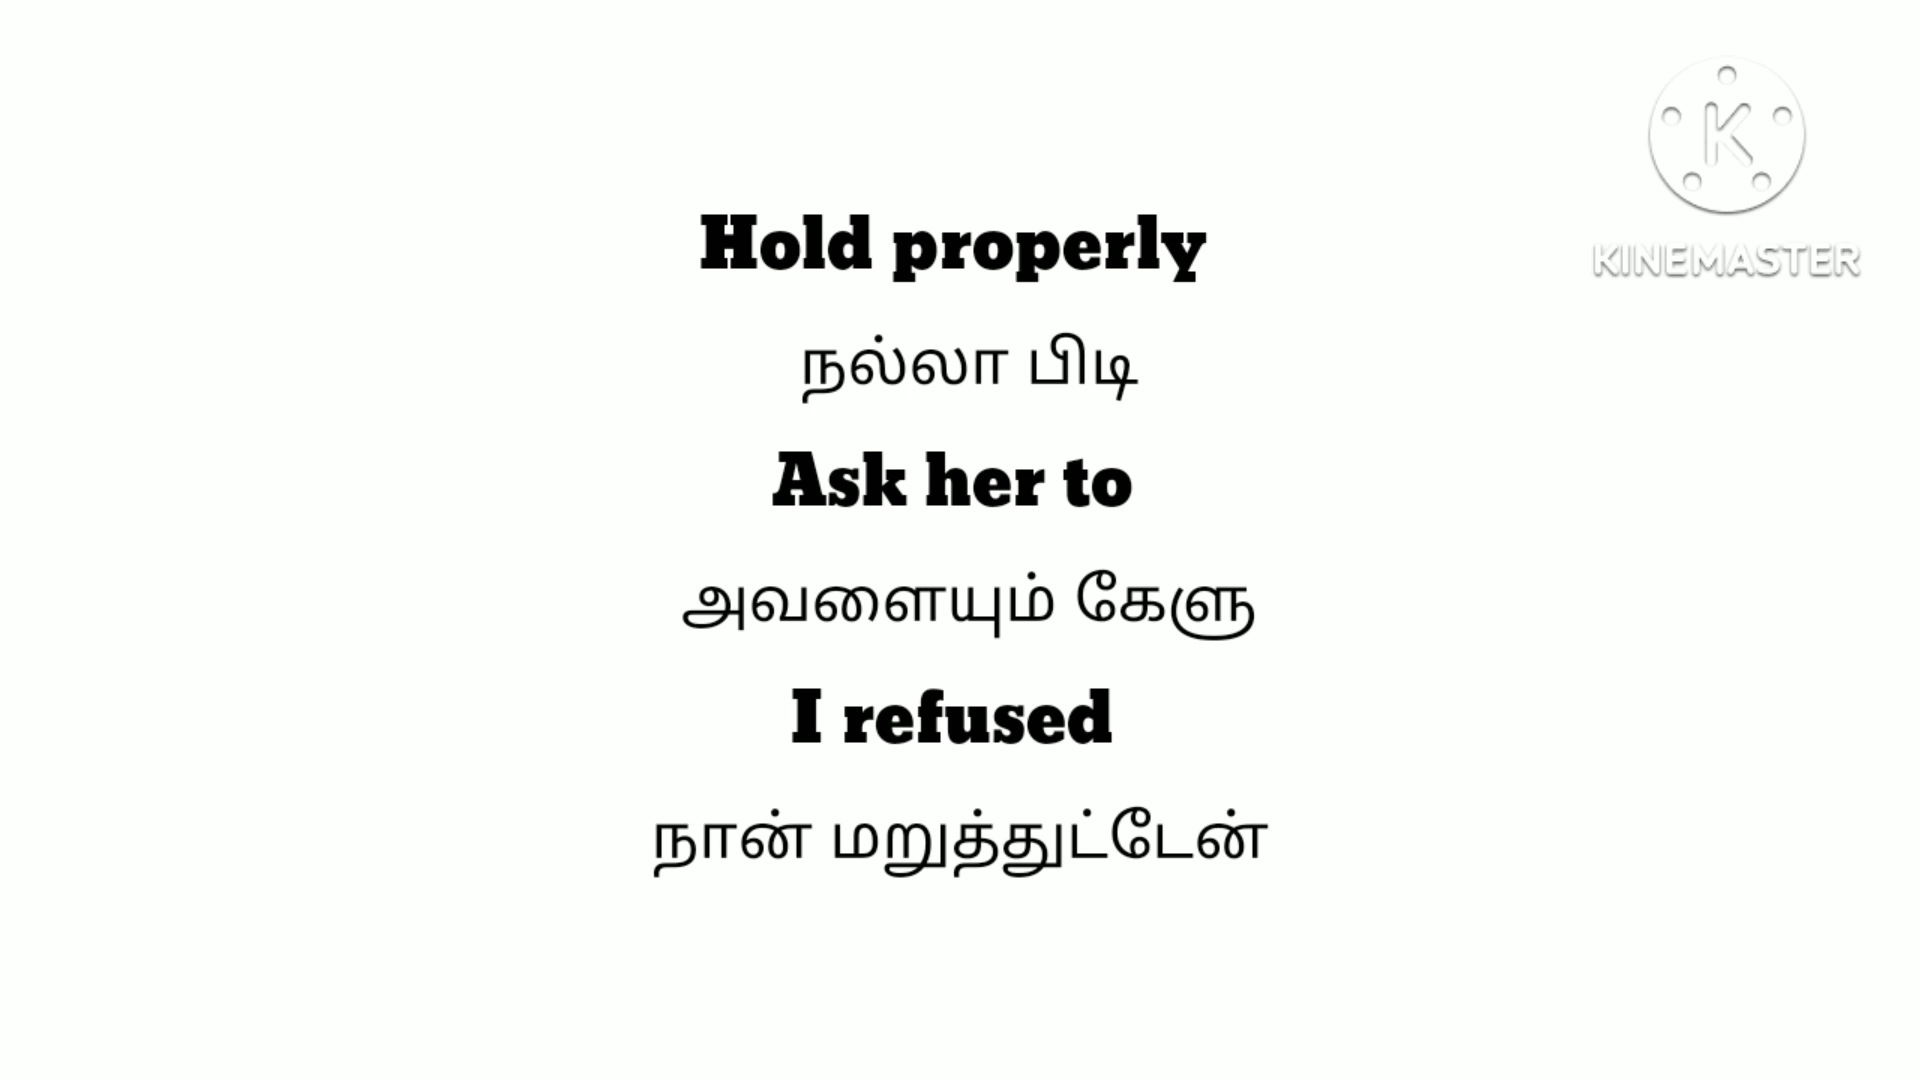 Hold properly
நல்லா பிடி
Ask her to
அவளையும் கேளு
I refused
நான் மறுத்துட்டேன்
K
KINEMASTER